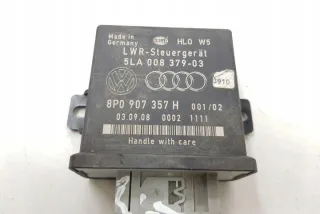 Made in
Germany
HLO W5
LWR-Steuergerät
5LA 008 379-03
8P0 907 357 H 001/02
03.09.08 0002 1111
Handle with care